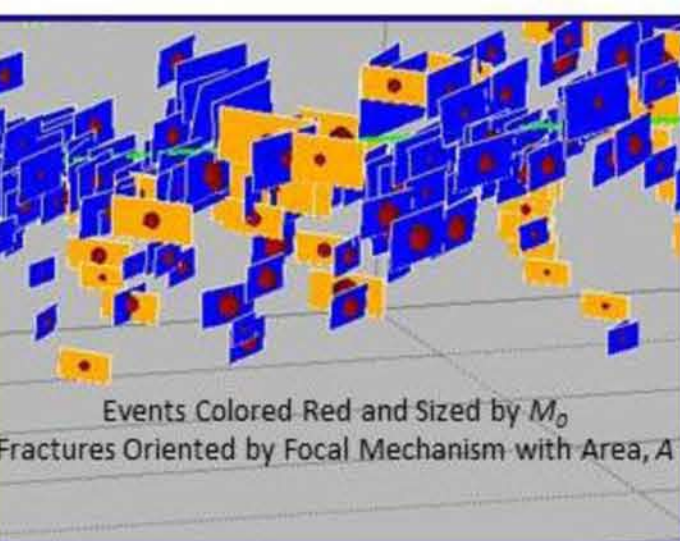 Events Colored Red and Sized by M₀
Fractures Oriented by Focal Mechanism with Area, A